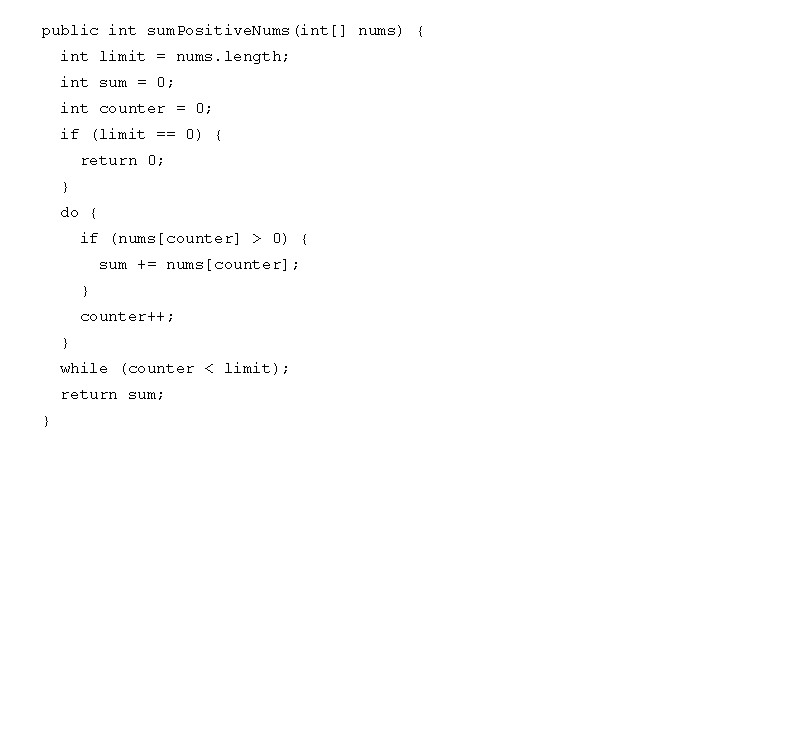 public int sumPositiveNums(int[] nums) {
  int limit = nums.length;
  int sum = 0;
  int counter = 0;
  if (limit == 0) {
    return 0;
  }
  do {
    if (nums[counter] > 0) {
      sum += nums[counter];
    }
    counter++;
  }
  while (counter < limit);
  return sum;
}